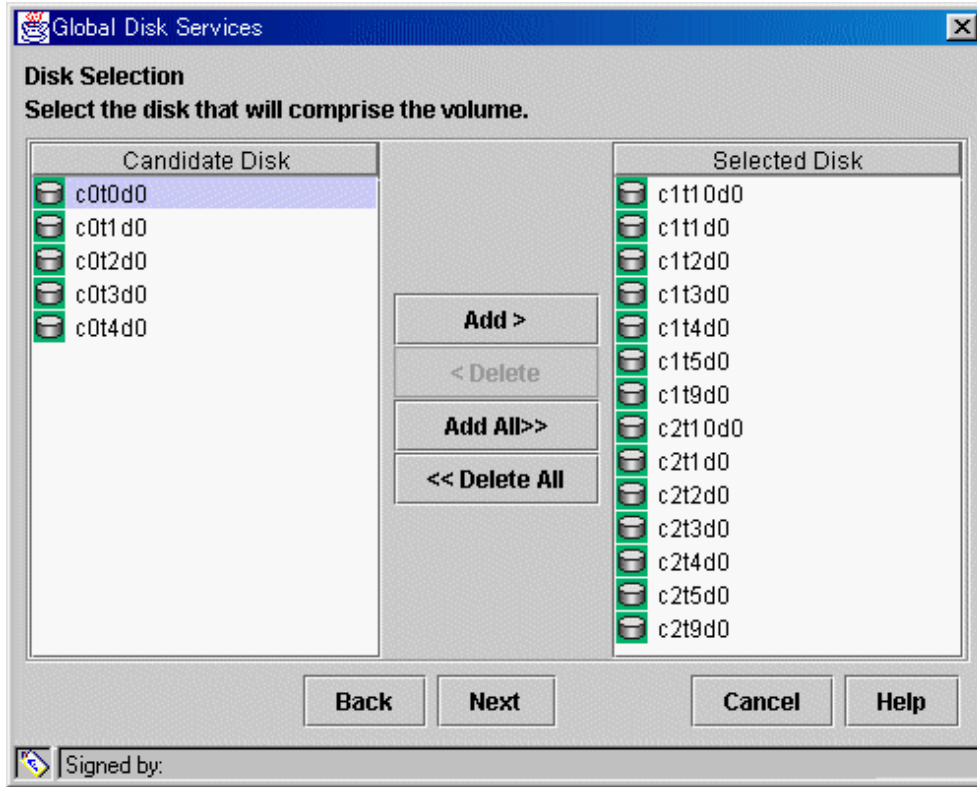 Global Disk Services
Disk Selection
Select the disk that will comprise the volume.
Candidate Disk
c0t0d0
c0t1d0
c0t2d0
c0t3d0
c0t4d0
Add >
< Delete
Add All>>
<< Delete All
Selected Disk
c1t10d0
c1t1d0
c1t2d0
c1t3d0
c1t4d0
c1t5d0
c1t9d0
c2t10d0
c2t1d0
c2t2d0
c2t3d0
c2t4d0
c2t5d0
c2t9d0
Back Next Cancel Help
Signed by: